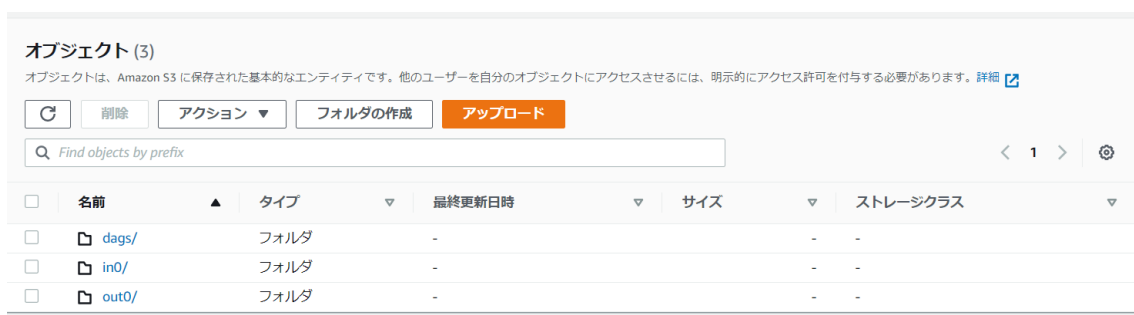 オブジェクト (3)
オブジェクトは、Amazon S3 に保存された基本的なエンティティです。他のユーザーを自分のオブジェクトにアクセスさせるには、明示的にアクセス許可を付与する必要があります。詳細
削除 アクション ▼ フォルダの作成 アップロード
Find objects by prefix < 1 >
名前 ▲ タイプ ▽ 最終更新日時 ▽ サイズ ▽ ストレージクラス ▽
dags/ フォルダ - - -
in0/ フォルダ - - -
out0/ フォルダ - - -